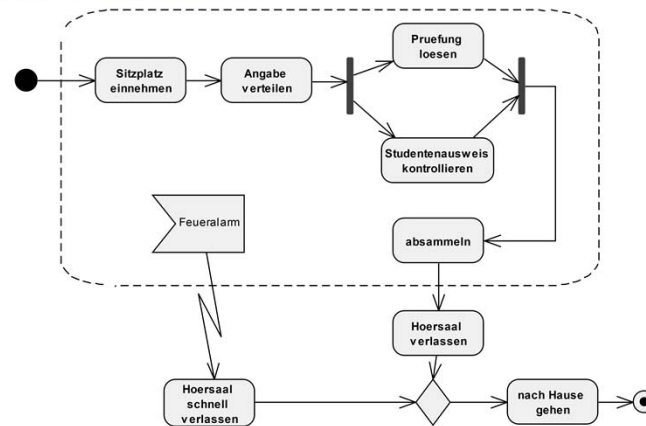 Sitzplatz
einnehmen
Angabe
verteilen
Pruefung
loesen
Studentenausweis
kontrollieren
Feueralarm
absammeln
Hoersaal
verlassen
Hoersaal
schnell
verlassen
nach Hause
gehen